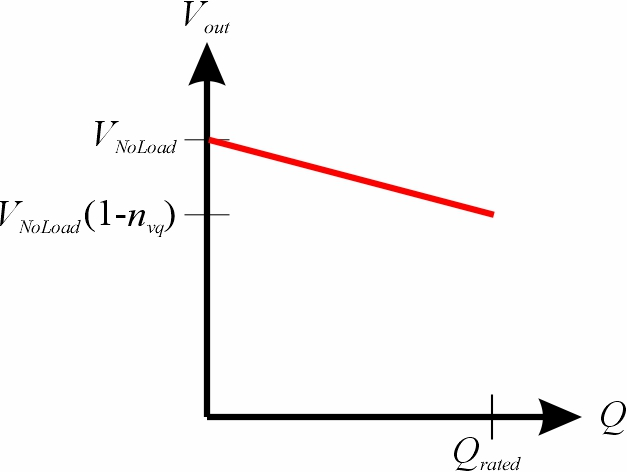 V_out
V_NoLoad
V_NoLoad(1-n_vq)
Q
Q_rated